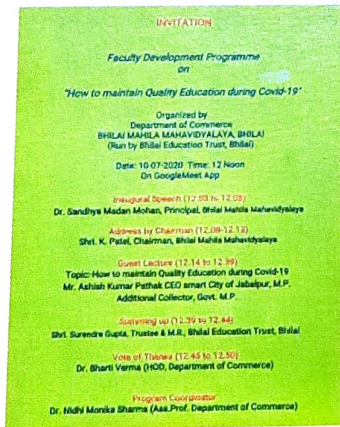 INVITATION
Faculty Development Programme
on
"How to maintain Quality Education during Covid-19"
Organized by
Department of Commerce
BHILAI MAHILA MAHAVIDYALAYA, BHILAI
(Run by Bhilai Education Trust, Bhilai)
Date: 10-07-2020 Time: 12 Noon
On GoogleMeet App
Inaugural Speech (12.03 to 12.08)
Dr. Sandhya Madan Mohan, Principal, Bhilai Mahila Mahavidyalaya
Address by Chairman (12.09-12.13)
Shri. K. Patel, Chairman, Bhilai Mahila Mahavidyalaya
Guest Lecture (12.14 to 12.39)
Topic: How to maintain Quality Education during Covid-19
Mr. Ashish Kumar Pathak CEO smart City of Jabalpur, M.P.
Additional Collector, Govt. M.P.
Summing up (12.39 to 12.44)
Shri. Surendra Gupta, Trustee & M.R., Bhilai Education Trust, Bhilai
Vote of Thanks (12.45 to 12.50)
Dr. Bharti Verma (HOD, Department of Commerce)
Program Coordinator
Dr. Nidhi Monika Sharma (Ass.Prof. Department of Commerce)